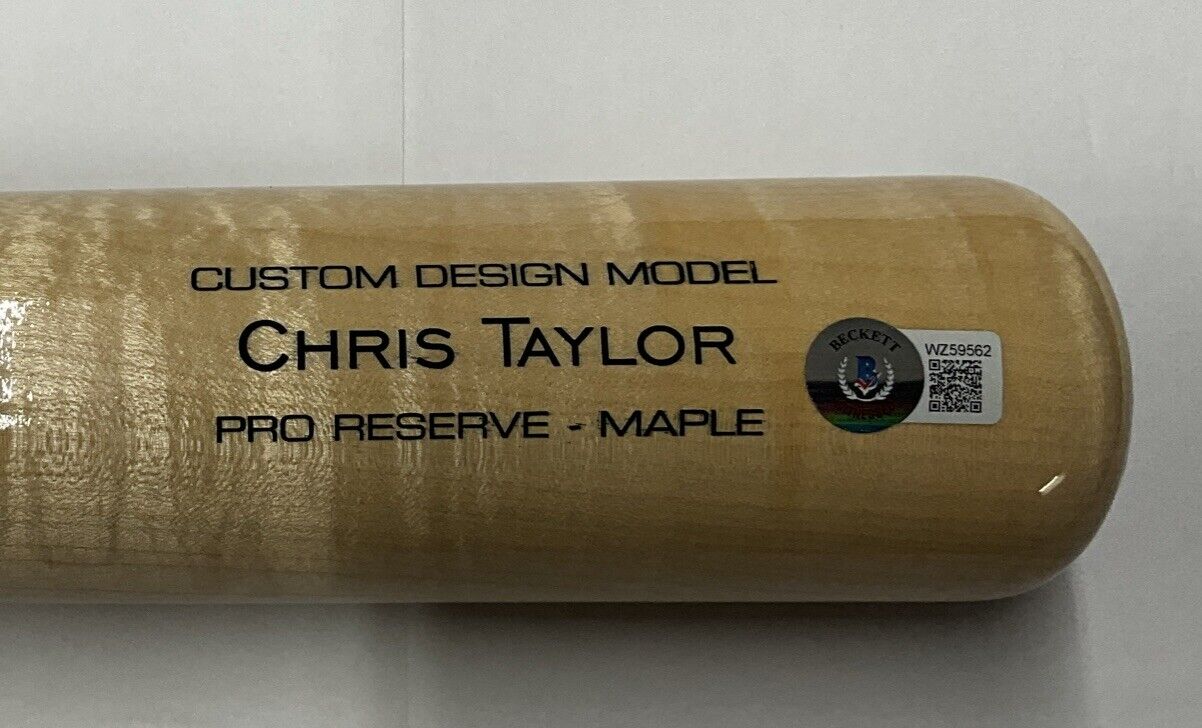 CUSTOM DESIGN MODEL
CHRIS TAYLOR
PRO RESERVE - MAPLE
BECKETT
B
WZ59562